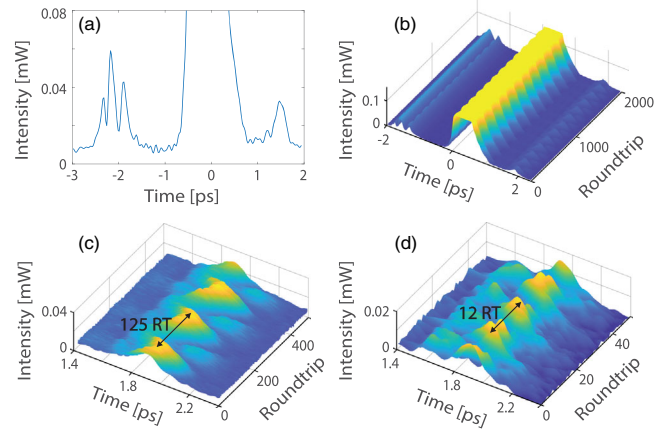 (a)
Intensity [mW]
0.08
0.04
0
-3
-2
-1
0
1
2
Time [ps]
(b)
Intensity [mW]
0.1
0
-2
0
2
Time [ps]
0
1000
2000
Roundtrip
(c)
Intensity [mW]
0.04
0
125 RT
1.4
1.8
2.2
Time [ps]
0
200
400
Roundtrip
(d)
Intensity [mW]
0.02
0
12 RT
1.4
1.8
2.2
Time [ps]
0
20
40
Roundtrip